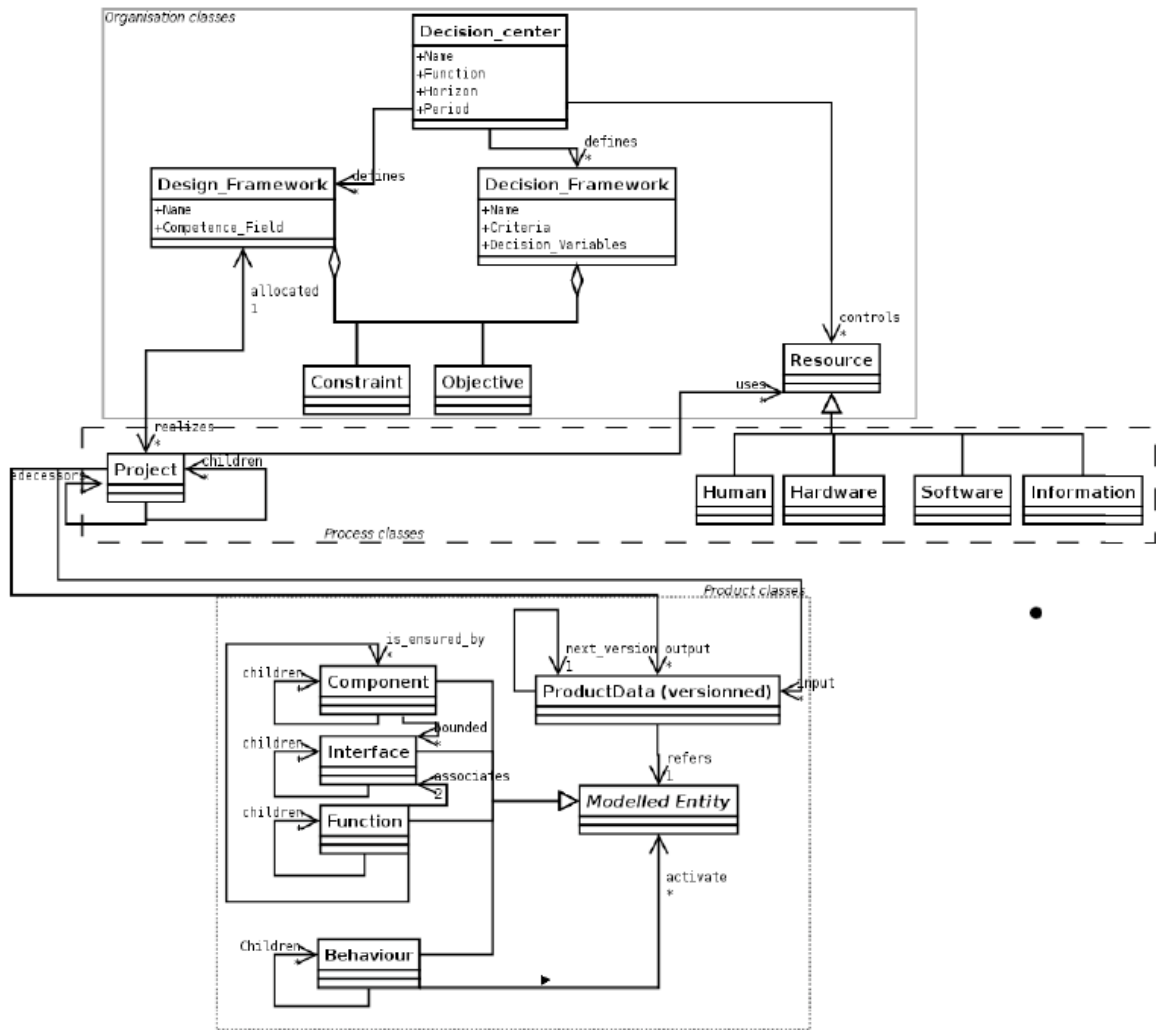 Organisation classes
Decision_center
+Name
+Function
+Horizon
+Period
defines
*
defines
*
Design_Framework
+Name
+Competence_Field
Decision_Framework
+Name
+Criteria
+Decision_Variables
allocated
1
controls
*
Constraint
Objective
Resource
uses
*
realizes
*
Project
children
*
edecessors
Human
Hardware
Software
Information
Process classes
Product classes
is_ensured_by
*
next_version
1
output
*
children
*
Component
ProductData (versionned)
input
*
bounded
*
children
*
Interface
refers
1
associates
2
Modelled Entity
children
*
Function
activate
*
Children
*
Behaviour